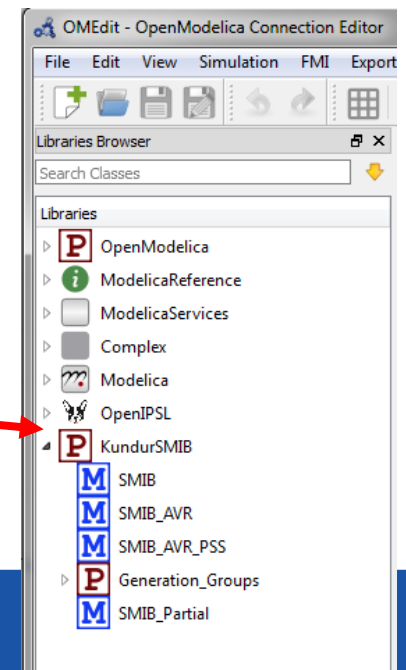 OMEdit - OpenModelica Connection Editor
File Edit View Simulation FMI Export
Libraries Browser
Search Classes
Libraries
P OpenModelica
i ModelicaReference
ModelicaServices
Complex
Modelica
OpenIPSL
P KundurSMIB
M SMIB
M SMIB_AVR
M SMIB_AVR_PSS
P Generation_Groups
M SMIB_Partial